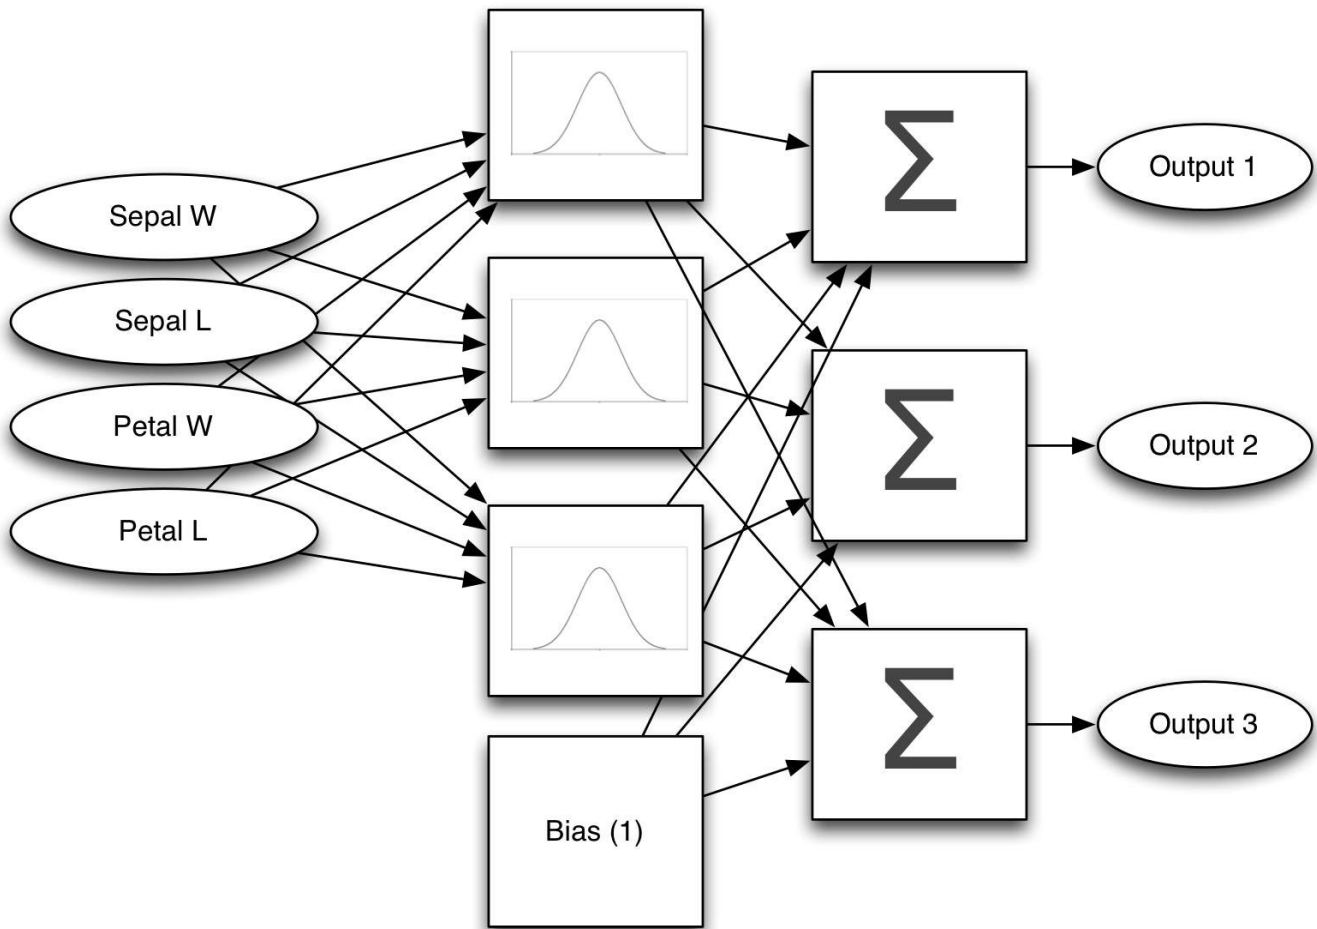 Sepal W
Sepal L
Petal W
Petal L
Bias (1)
Σ
Σ
Σ
Output 1
Output 2
Output 3